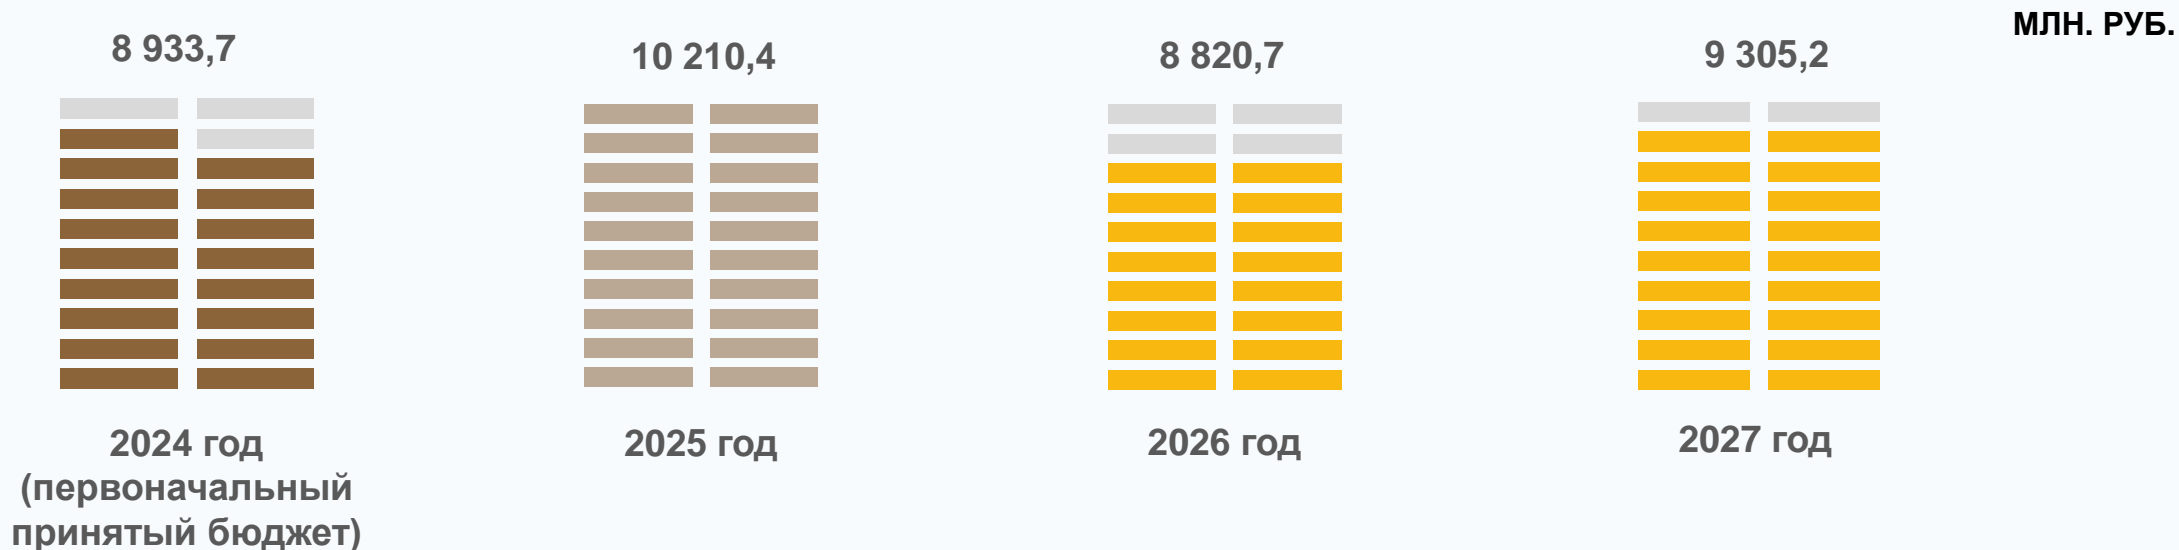 МЛН. РУБ.
8 933,7
10 210,4
8 820,7
9 305,2
2024 год
(первоначальный
принятый бюджет)
2025 год
2026 год
2027 год